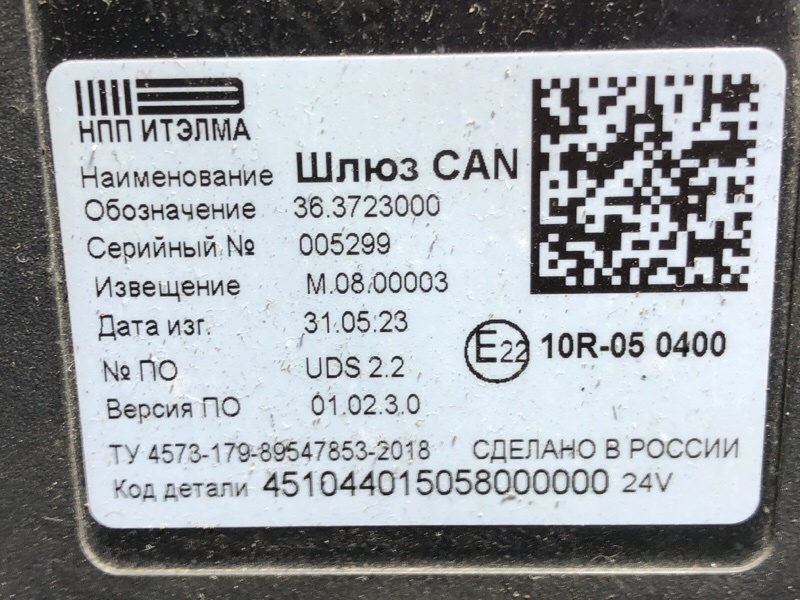 НПП ИТЭЛМА
Наименование Шлюз CAN
Обозначение 36.3723000
Серийный № 005299
Извещение М.08.00003
Дата изг. 31.05.23
№ ПО UDS 2.2
Версия ПО 01.02.3.0
E22 10R-05 0400
ТУ 4573-179-89547853-2018 СДЕЛАНО В РОССИИ
Код детали 451044015058000000 24V